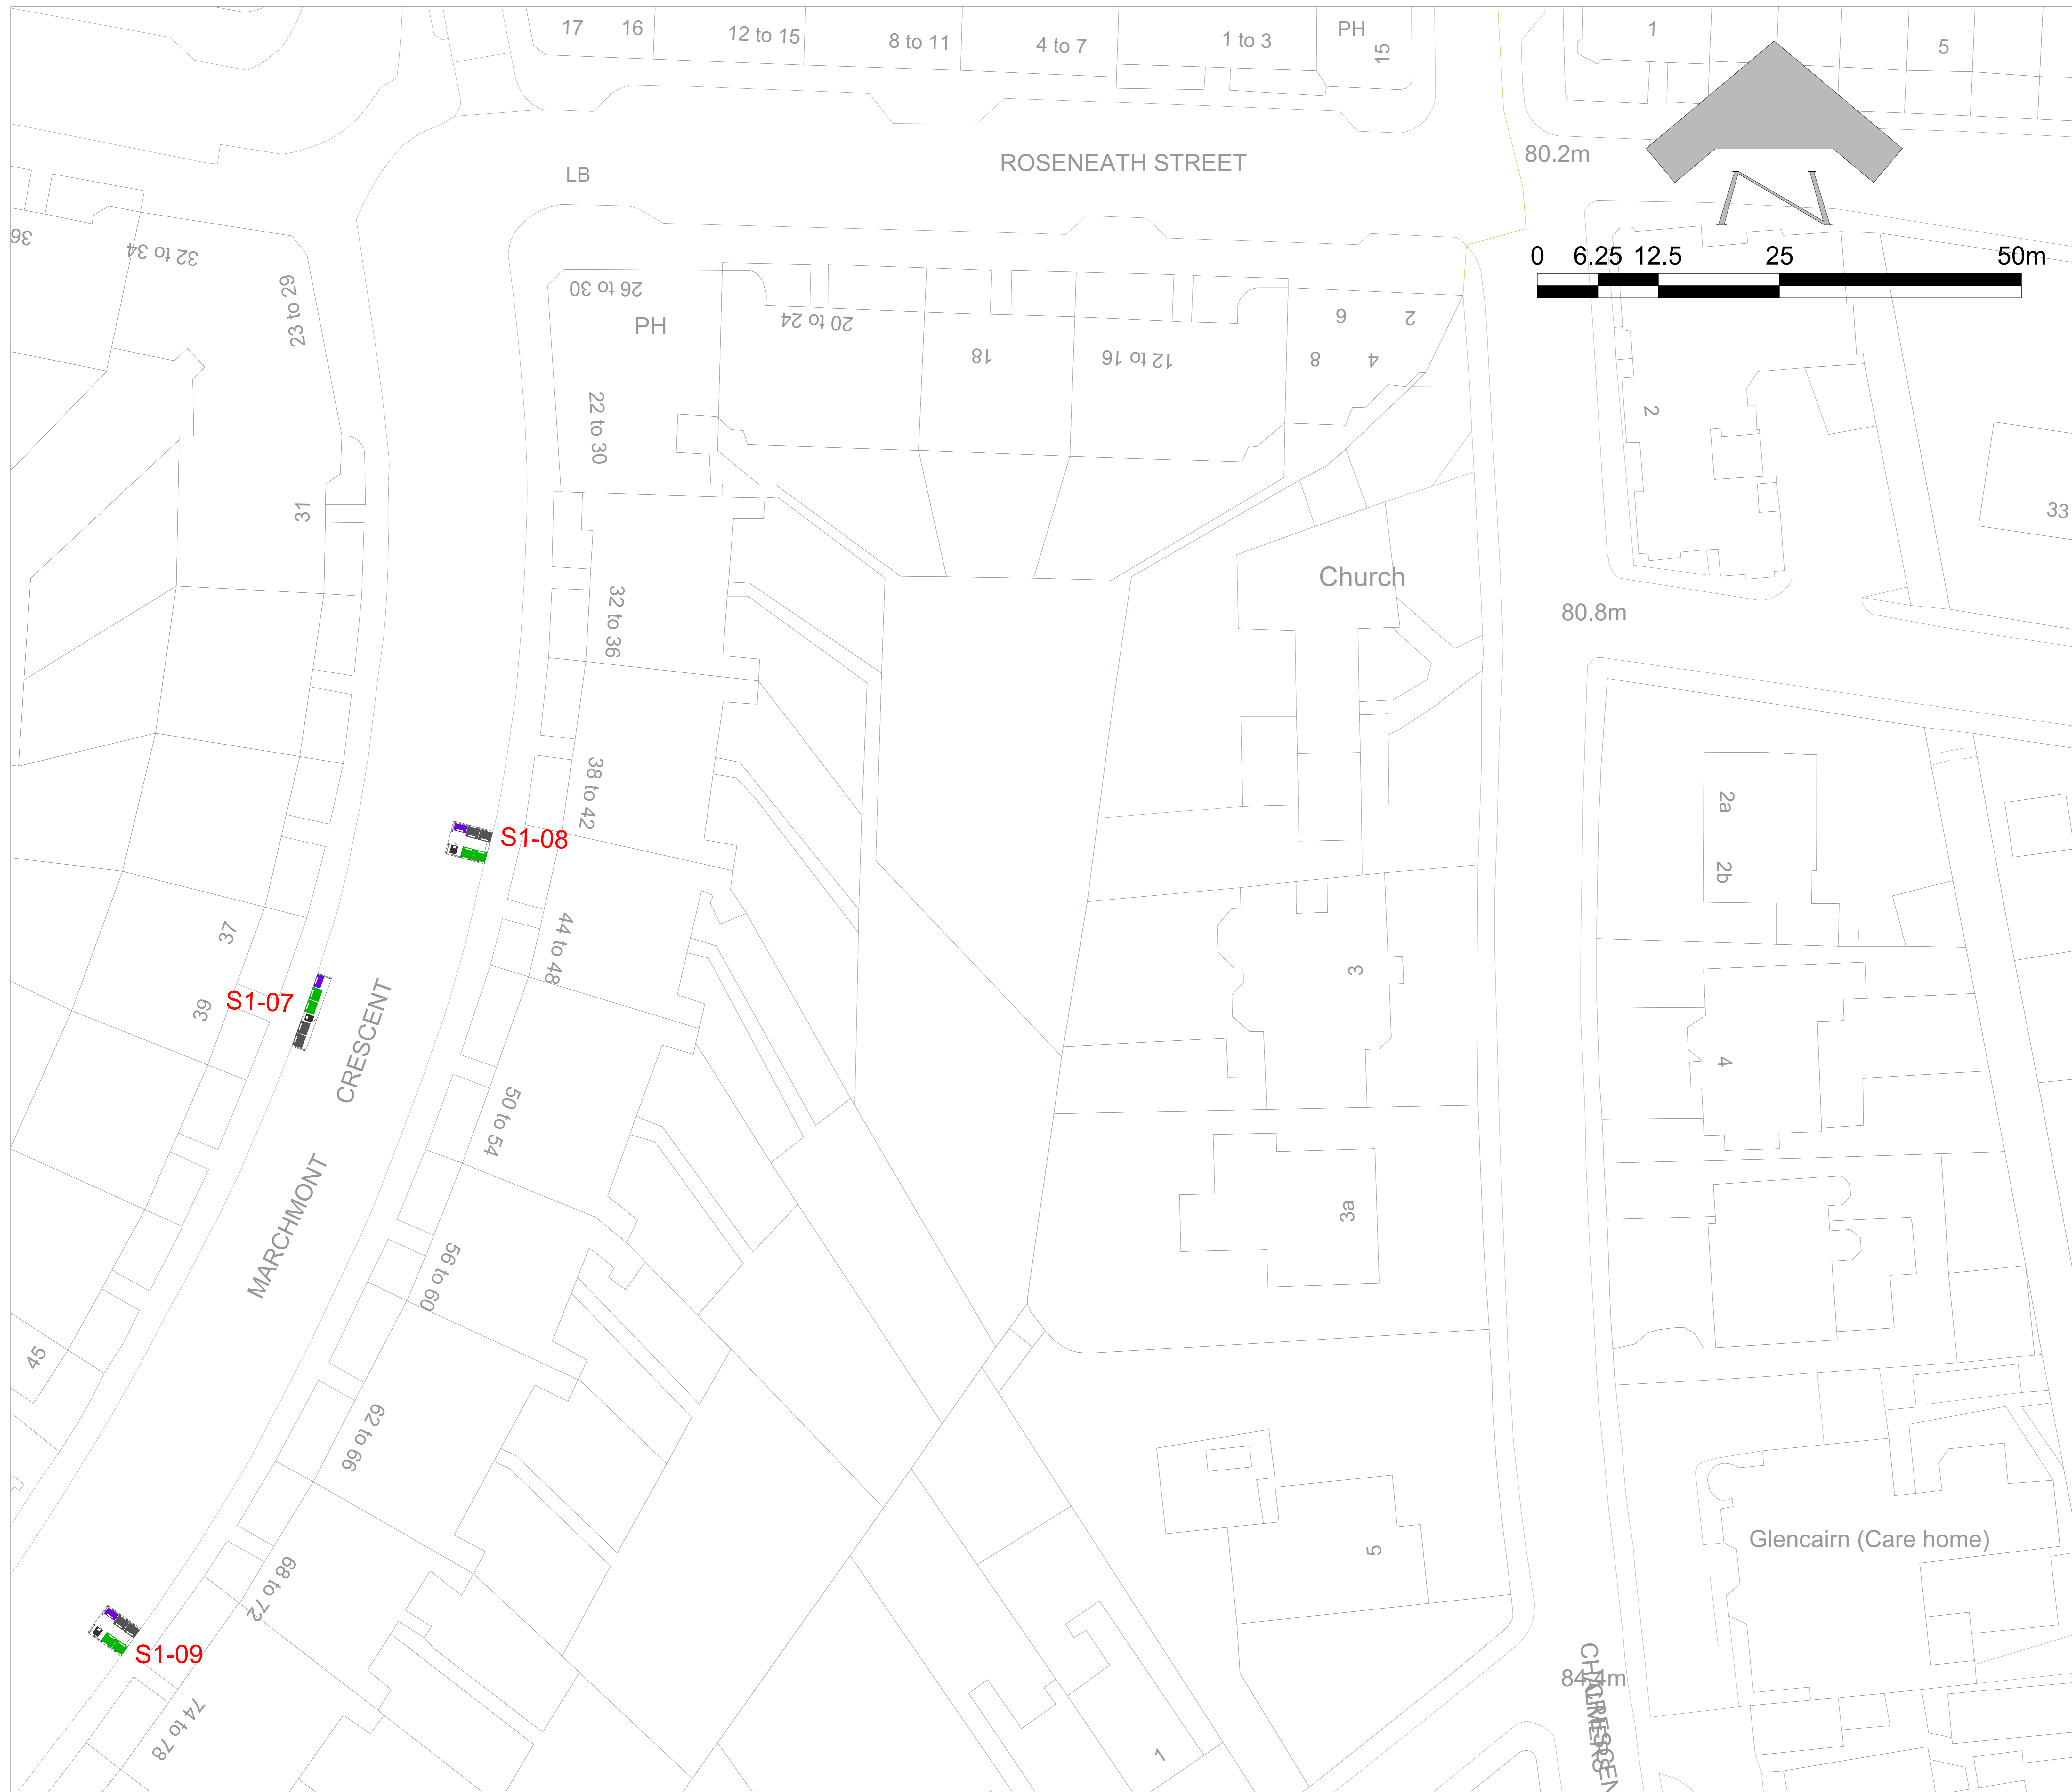 17
16
12 to 15
8 to 11
4 to 7
1 to 3
PH
15
1
5
ROSENEATH STREET
LB
80.2m
0 6.25 12.5 25 50m
36
32 to 34
23 to 29
26 to 30
PH
20 to 24
18
12 to 16
6
2
8
4
22 to 30
2
31
33
Church
32 to 36
80.8m
38 to 42
2a
2b
S1-08
37
44 to 48
3
S1-07
39
4
MARCHMONT CRESCENT
50 to 54
3a
56 to 60
45
62 to 66
5
Glencairn (Care home)
68 to 72
S1-09
84.4m
74 to 78
1
CHALMERS